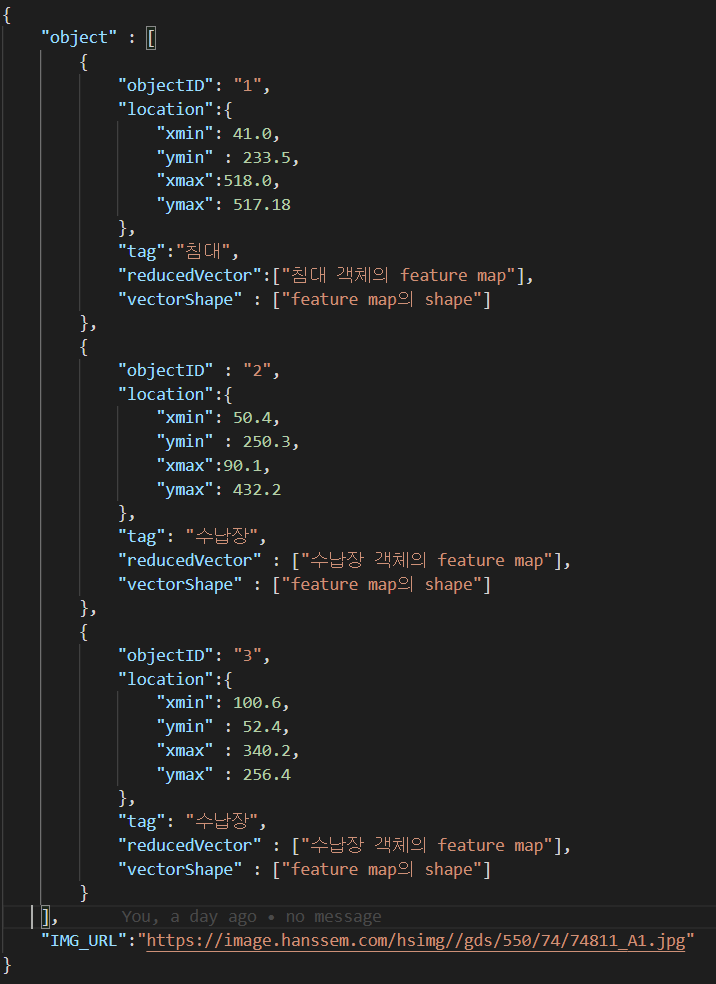 {
"object" : [
{
"objectID": "1",
"location":{
"xmin": 41.0,
"ymin" : 233.5,
"xmax":518.0,
"ymax": 517.18
},
"tag":"침대",
"reducedVector":["침대 객체의 feature map"],
"vectorShape" : ["feature map의 shape"]
},
{
"objectID" : "2",
"location":{
"xmin": 50.4,
"ymin" : 250.3,
"xmax":90.1,
"ymax": 432.2
},
"tag": "수납장",
"reducedVector" : ["수납장 객체의 feature map"],
"vectorShape" : ["feature map의 shape"]
},
{
"objectID": "3",
"location":{
"xmin": 100.6,
"ymin" : 52.4,
"xmax" : 340.2,
"ymax" : 256.4
},
"tag": "수납장",
"reducedVector" : ["수납장 객체의 feature map"],
"vectorShape" : ["feature map의 shape"]
}
], You, a day ago • no message
"IMG_URL":"https://image.hanssem.com/hsimg//gds/550/74/74811_A1.jpg"
}